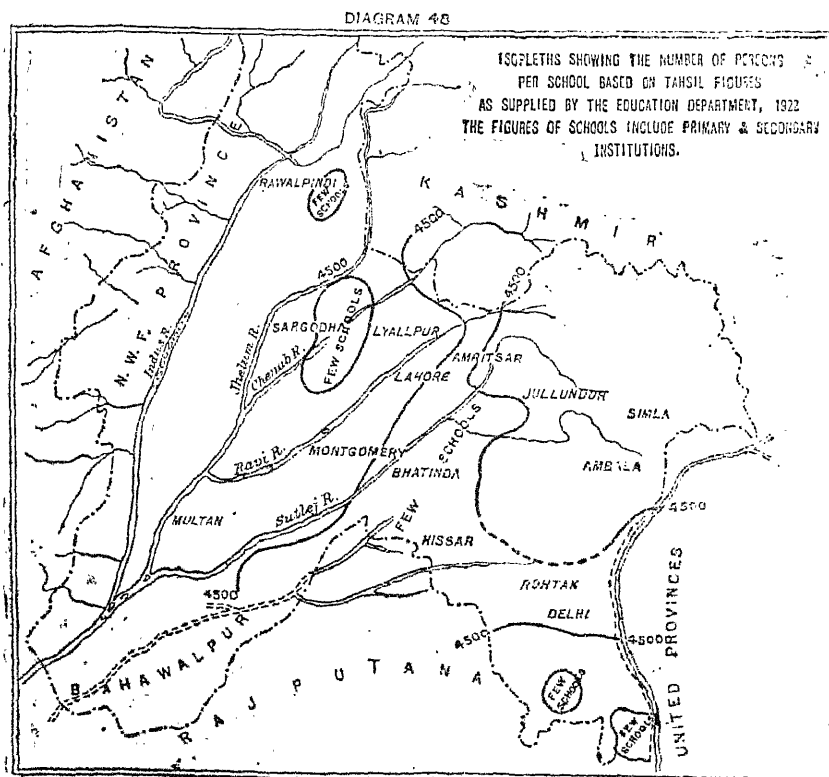 DIAGRAM 48
ISOPLETHS SHOWING THE NUMBER OF PERSONS
PER SCHOOL BASED ON TAHSIL FIGURES
AS SUPPLIED BY THE EDUCATION DEPARTMENT, 1922
THE FIGURES OF SCHOOLS INCLUDE PRIMARY & SECONDARY
INSTITUTIONS.
AFGHANISTAN
N.W.F. PROVINCE
KASHMIR
RAWALPINDI
FEW
SCHOOLS
4500
4500
4500
Indus R.
Jhelum R.
SARGODHA
FEW SCHOOLS
LYALLPUR
Chenub R.
AMRITSAR
LAHORE
JULLUNDUR
SIMLA
SCHOOLS
Ravi R.
MONTGOMERY
BHATINDA
AMBALA
MULTAN
Sutlej R.
FEW
HISSAR
4500
4500
ROHTAK
DELHI
4500
4500
BAHAWALPUR
RAJPUTANA
UNITED PROVINCES
FEW
SCHOOLS
FEW
SCHOOLS